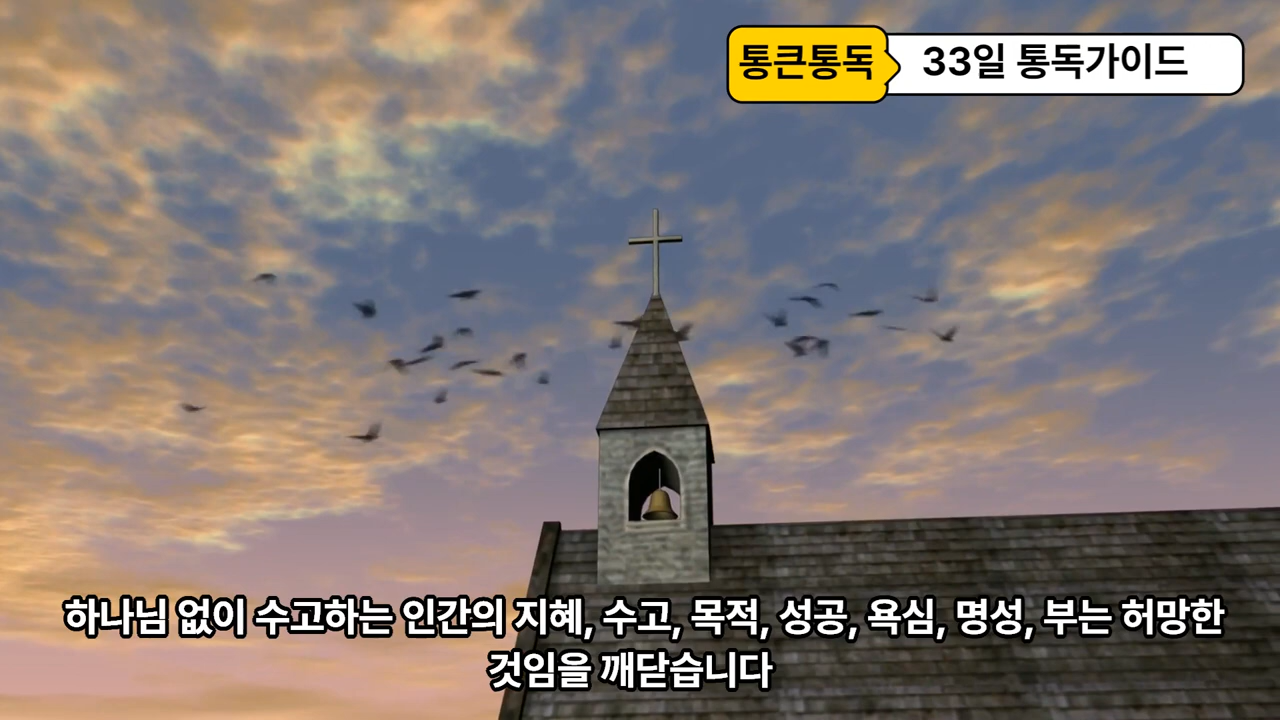 통큰통독 33일 통독가이드
하나님 없이 수고하는 인간의 지혜, 수고, 목적, 성공, 욕심, 명성, 부는 허망한
것임을 깨닫습니다